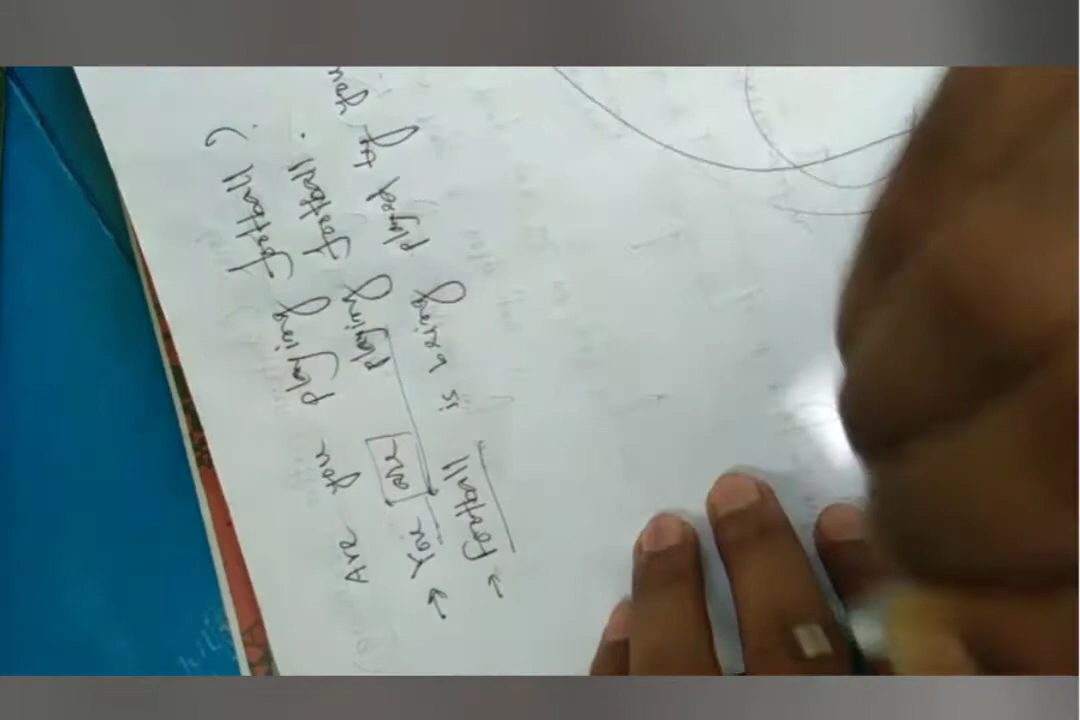 Are you playing football ?
→ You are playing football.
→ Football is being played by you